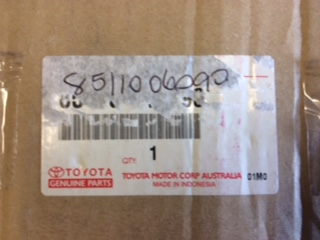 8511006090
QTY.
1
TOYOTA
GENUINE PARTS
TOYOTA MOTOR CORP AUSTRALIA 01M0
MADE IN INDONESIA